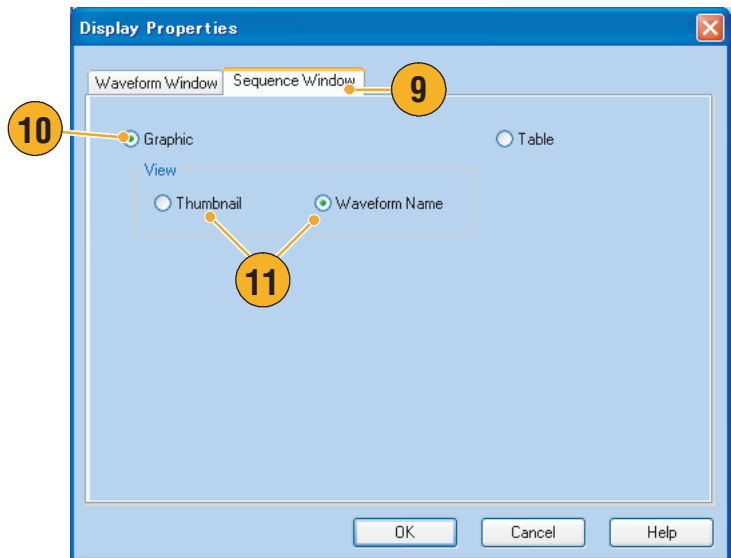 Display Properties
Waveform Window Sequence Window
9
10
Graphic Table
View
Thumbnail Waveform Name
11
OK Cancel Help